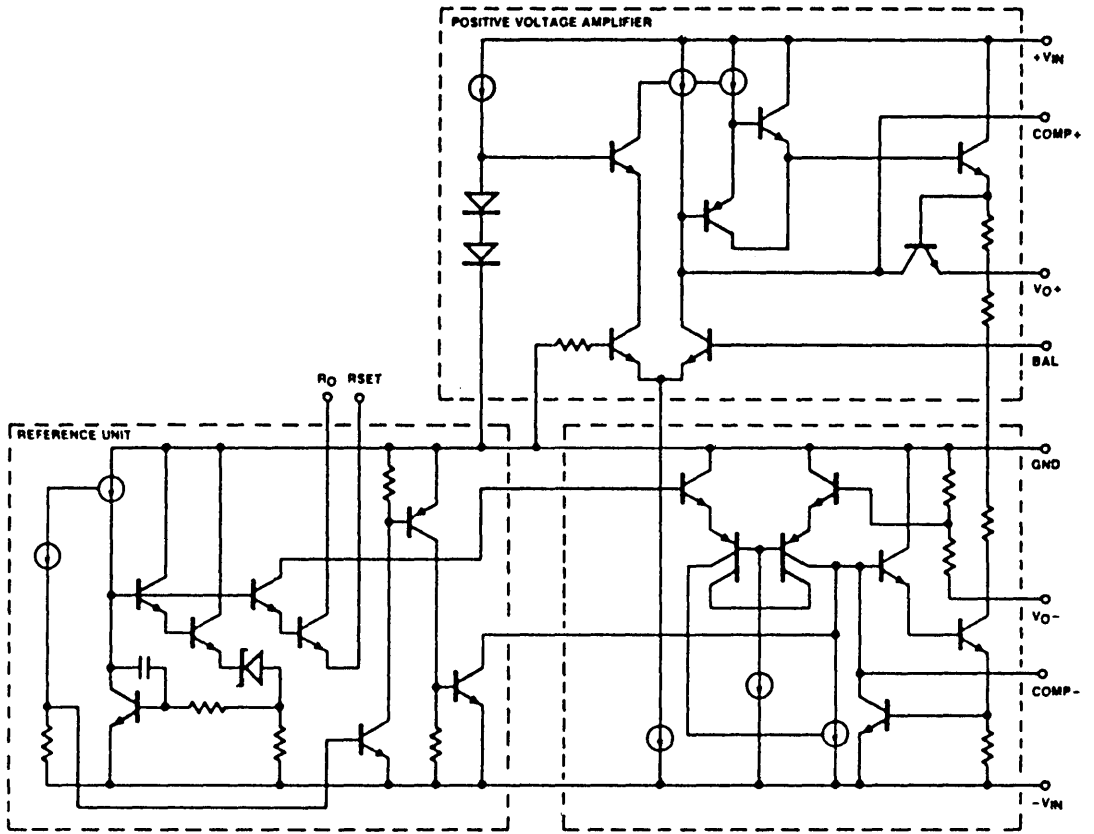 POSITIVE VOLTAGE AMPLIFIER
+VIN
COMP+
VO+
BAL
RO RSET
REFERENCE UNIT
GND
VO-
COMP-
-VIN